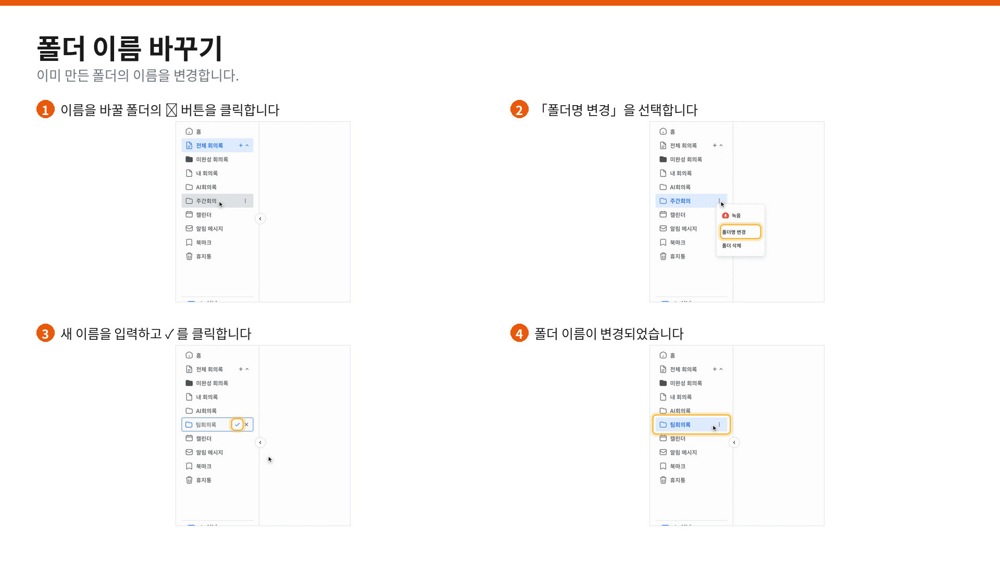 폴더 이름 바꾸기
이미 만든 폴더의 이름을 변경합니다.
1 이름을 바꿀 폴더의 버튼을 클릭합니다
홈
전체 회의록 +
미완성 회의록
내 회의록
AI회의록
주간회의
캘린더
알림 메시지
북마크
휴지통
2 「폴더명 변경」을 선택합니다
홈
전체 회의록 +
미완성 회의록
내 회의록
AI회의록
주간회의
캘린더
알림 메시지
북마크
휴지통
녹음
폴더명 변경
폴더 삭제
3 새 이름을 입력하고 ✓를 클릭합니다
홈
전체 회의록 +
미완성 회의록
내 회의록
AI회의록
팀회의록
캘린더
알림 메시지
북마크
휴지통
4 폴더 이름이 변경되었습니다
홈
전체 회의록 +
미완성 회의록
내 회의록
AI회의록
팀회의록
캘린더
알림 메시지
북마크
휴지통